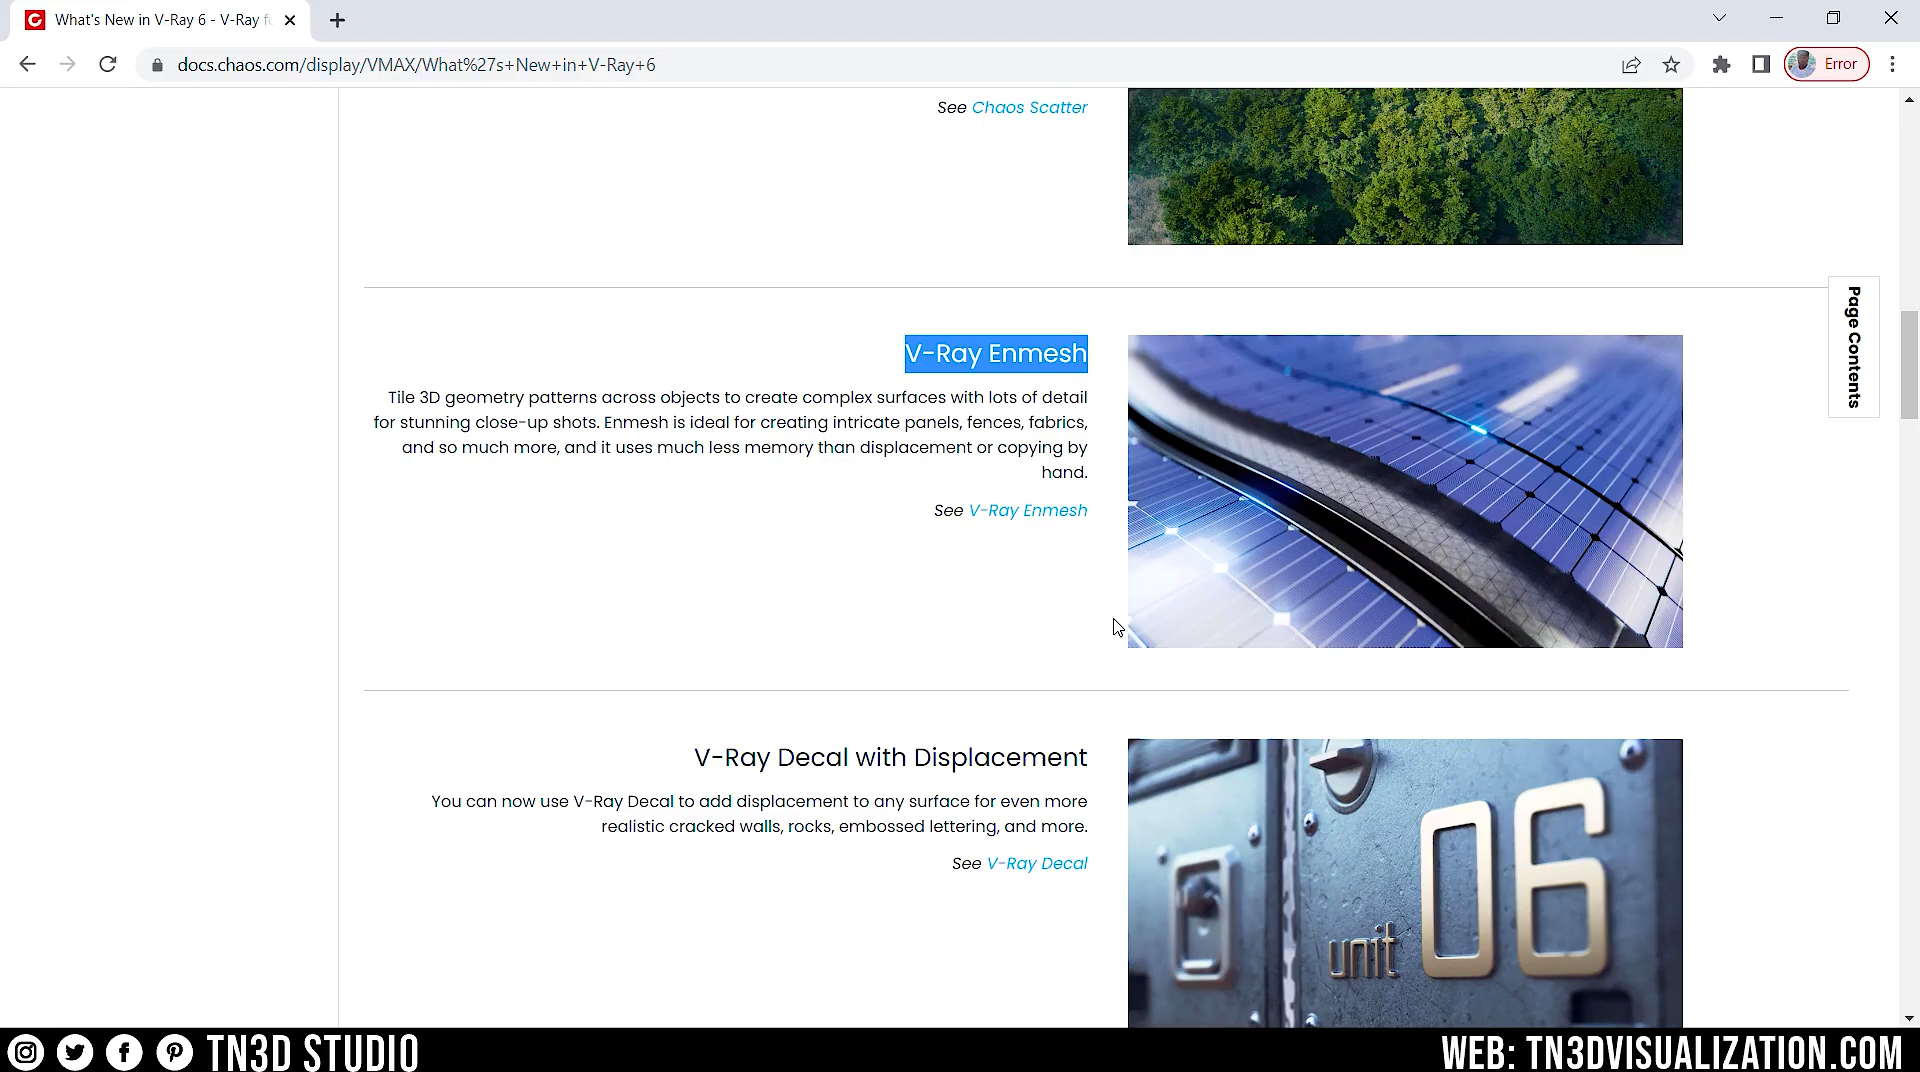 What's New in V-Ray 6 - V-Ray fo
docs.chaos.com/display/VMAX/What%27s+New+in+V-Ray+6
Error
See Chaos Scatter
Page Contents
V-Ray Enmesh
Tile 3D geometry patterns across objects to create complex surfaces with lots of detail
for stunning close-up shots. Enmesh is ideal for creating intricate panels, fences, fabrics,
and so much more, and it uses much less memory than displacement or copying by
hand.
See V-Ray Enmesh
V-Ray Decal with Displacement
You can now use V-Ray Decal to add displacement to any surface for even more
realistic cracked walls, rocks, embossed lettering, and more.
See V-Ray Decal
unit 06
TN3D STUDIO
WEB: TN3DVISUALIZATION.COM